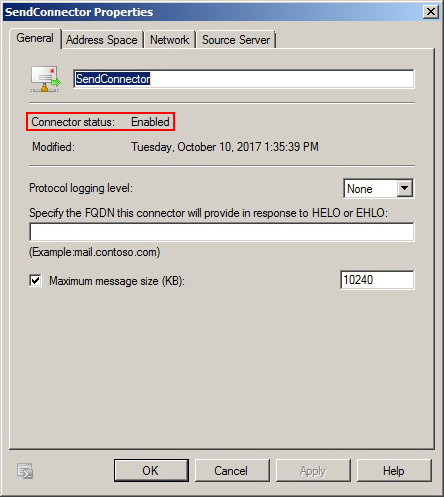 SendConnector Properties
General Address Space Network Source Server
SendConnector
Connector status: Enabled
Modified: Tuesday, October 10, 2017 1:35:39 PM
Protocol logging level: None
Specify the FQDN this connector will provide in response to HELO or EHLO:
(Example:mail.contoso.com)
Maximum message size (KB): 10240
OK Cancel Apply Help